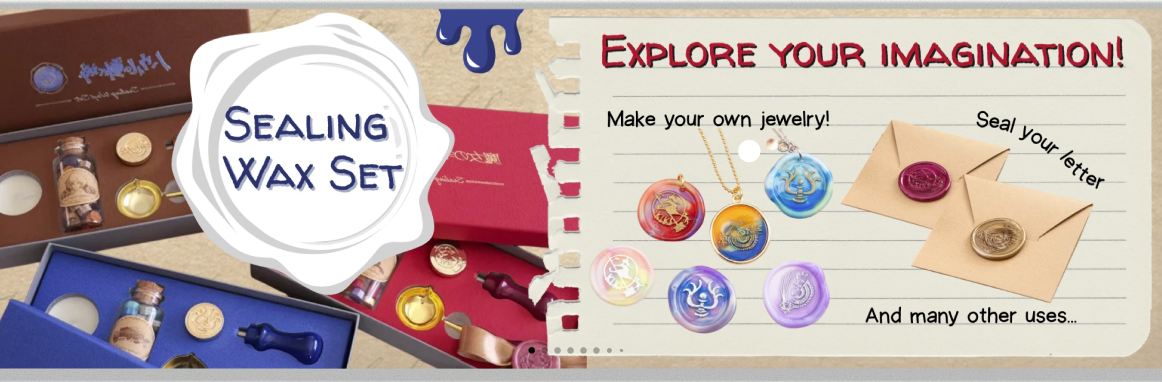 Sealing
Wax Set
Explore your imagination!
Make your own jewelry!
Seal your letter
And many other uses...